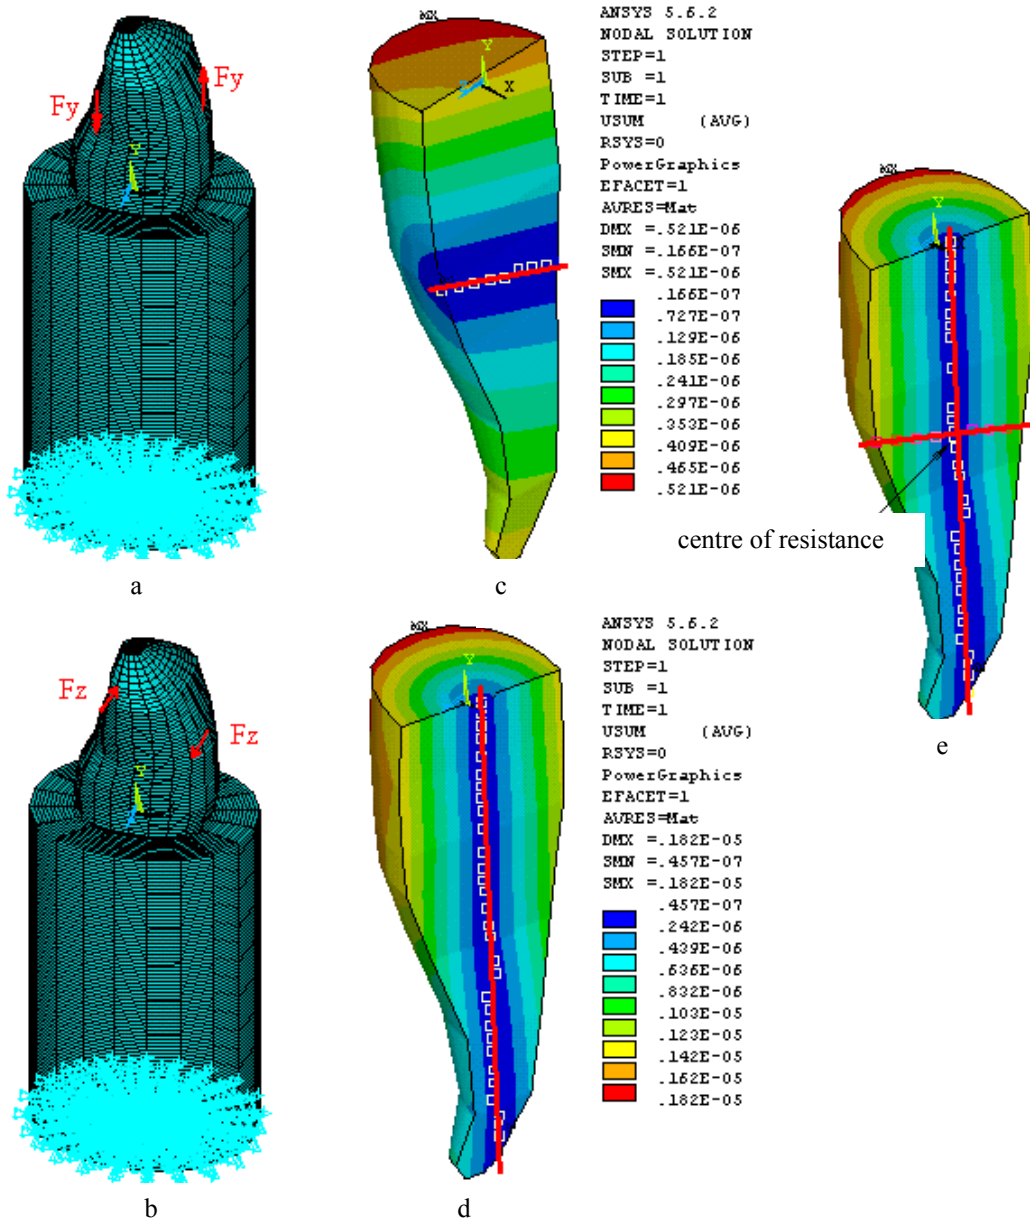 MX
ANSYS 5.6.2
NODAL SOLUTION
STEP=1
SUB =1
TIME=1
USUM (AVG)
RSYS=0
PowerGraphics
EFACET=1
AVRES=Mat
DMX =.521E-06
SMN =.166E-07
SMX =.521E-06
.166E-07
.727E-07
.129E-06
.185E-06
.241E-06
.297E-06
.353E-06
.409E-06
.465E-06
.521E-06
Fy
Fy
Y
Y
X
Z
MX
Y
X
centre of resistance
a
c
e
MX
ANSYS 5.6.2
NODAL SOLUTION
STEP=1
SUB =1
TIME=1
USUM (AVG)
RSYS=0
PowerGraphics
EFACET=1
AVRES=Mat
DMX =.182E-05
SMN =.457E-07
SMX =.182E-05
.457E-07
.242E-06
.439E-06
.636E-06
.832E-06
.103E-05
.123E-05
.142E-05
.162E-05
.182E-05
Fz
Fz
Y
Y
b
d